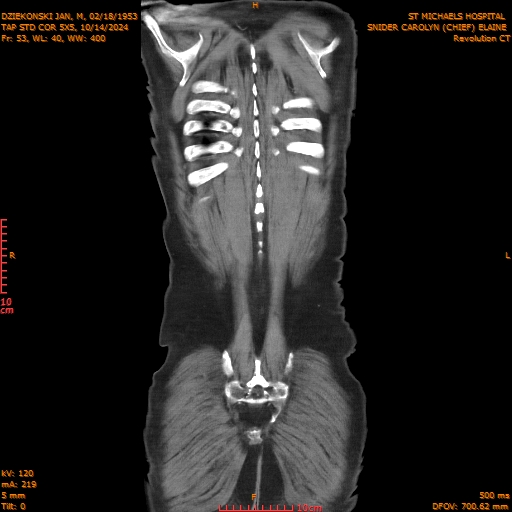 H
DZIEKONSKI JAN, M, 02/18/1953
TAP STD COR 5X5, 10/14/2024
Fr: 53, WL: 40, WW: 400
ST MICHAELS HOSPITAL
SNIDER CAROLYN (CHIEF) ELAINE
Revolution CT
R
L
10
cm
kV: 120
mA: 219
5 mm
Tilt: 0
F
10cm
500 ms
DFOV: 700.62 mm